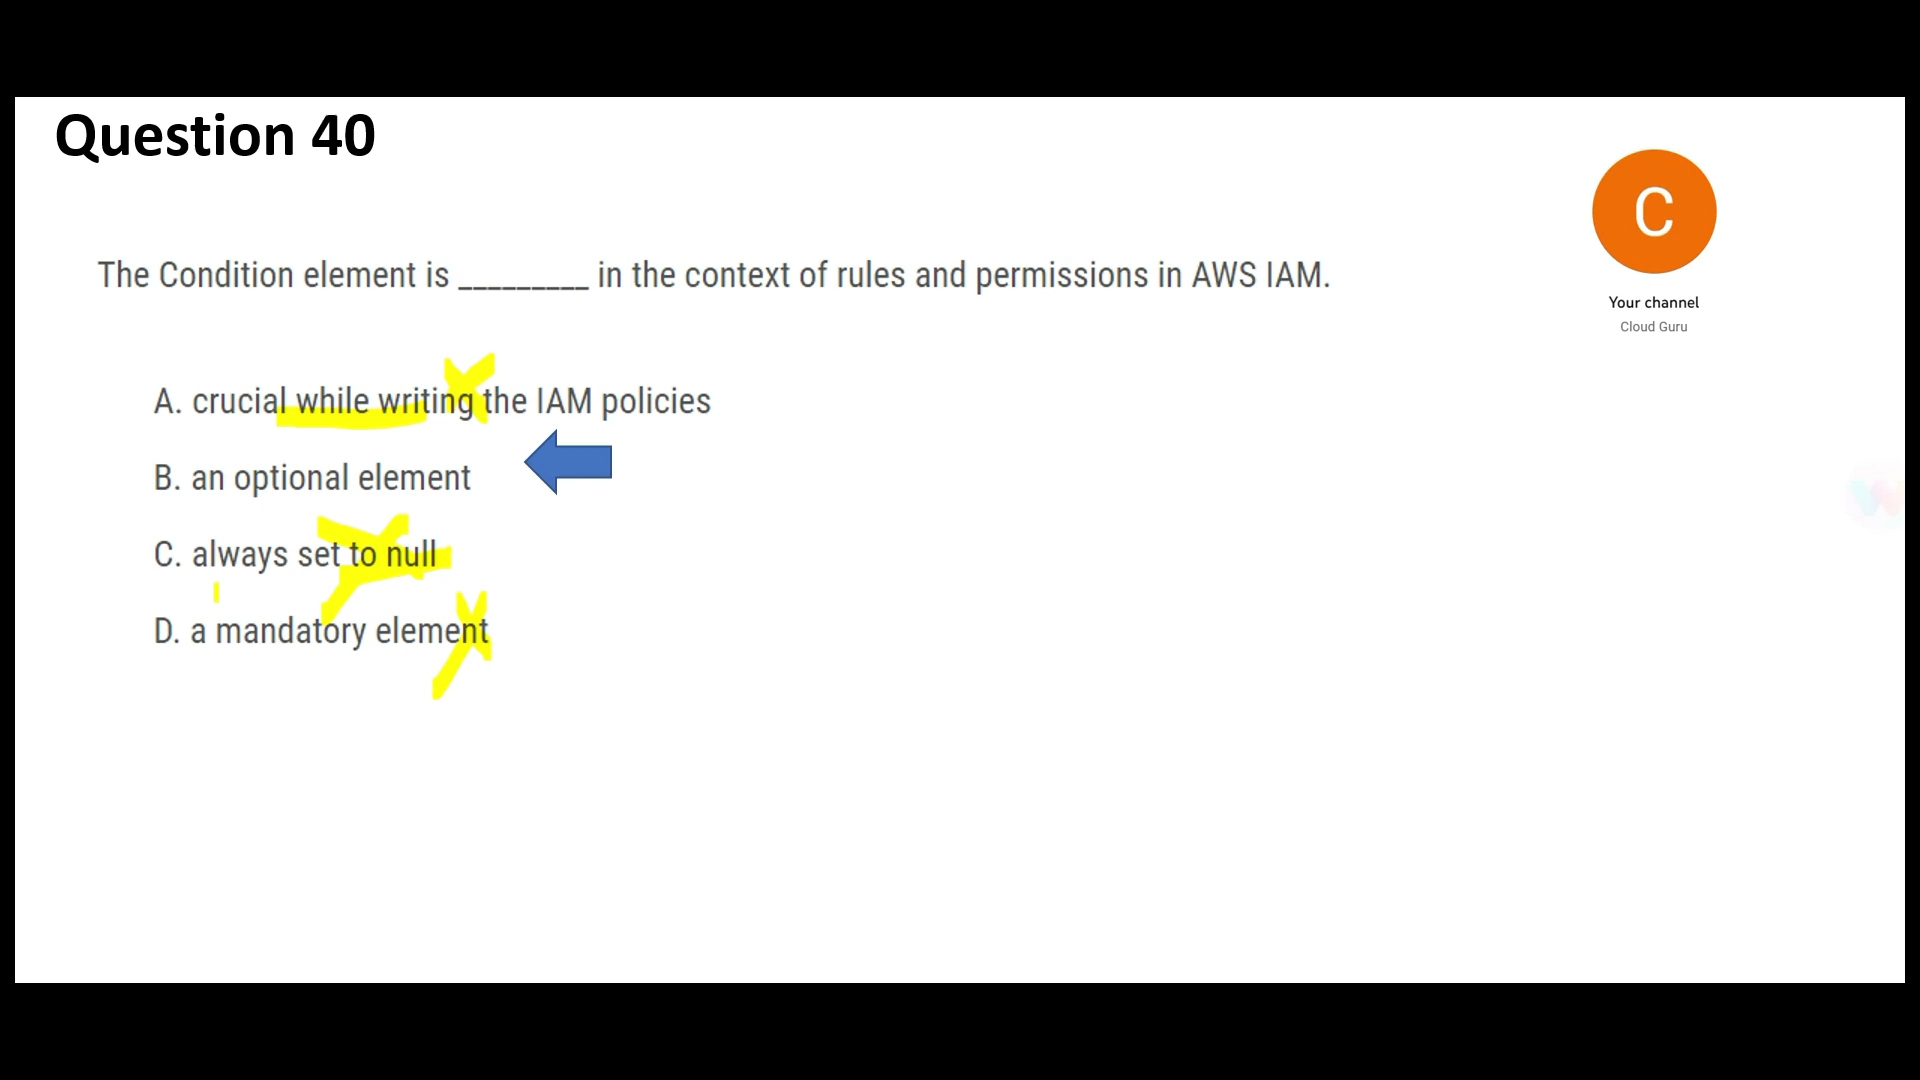 Question 40
C
Your channel
Cloud Guru
The Condition element is _________ in the context of rules and permissions in AWS IAM.
A. crucial while writing the IAM policies
B. an optional element
C. always set to null
D. a mandatory element
W